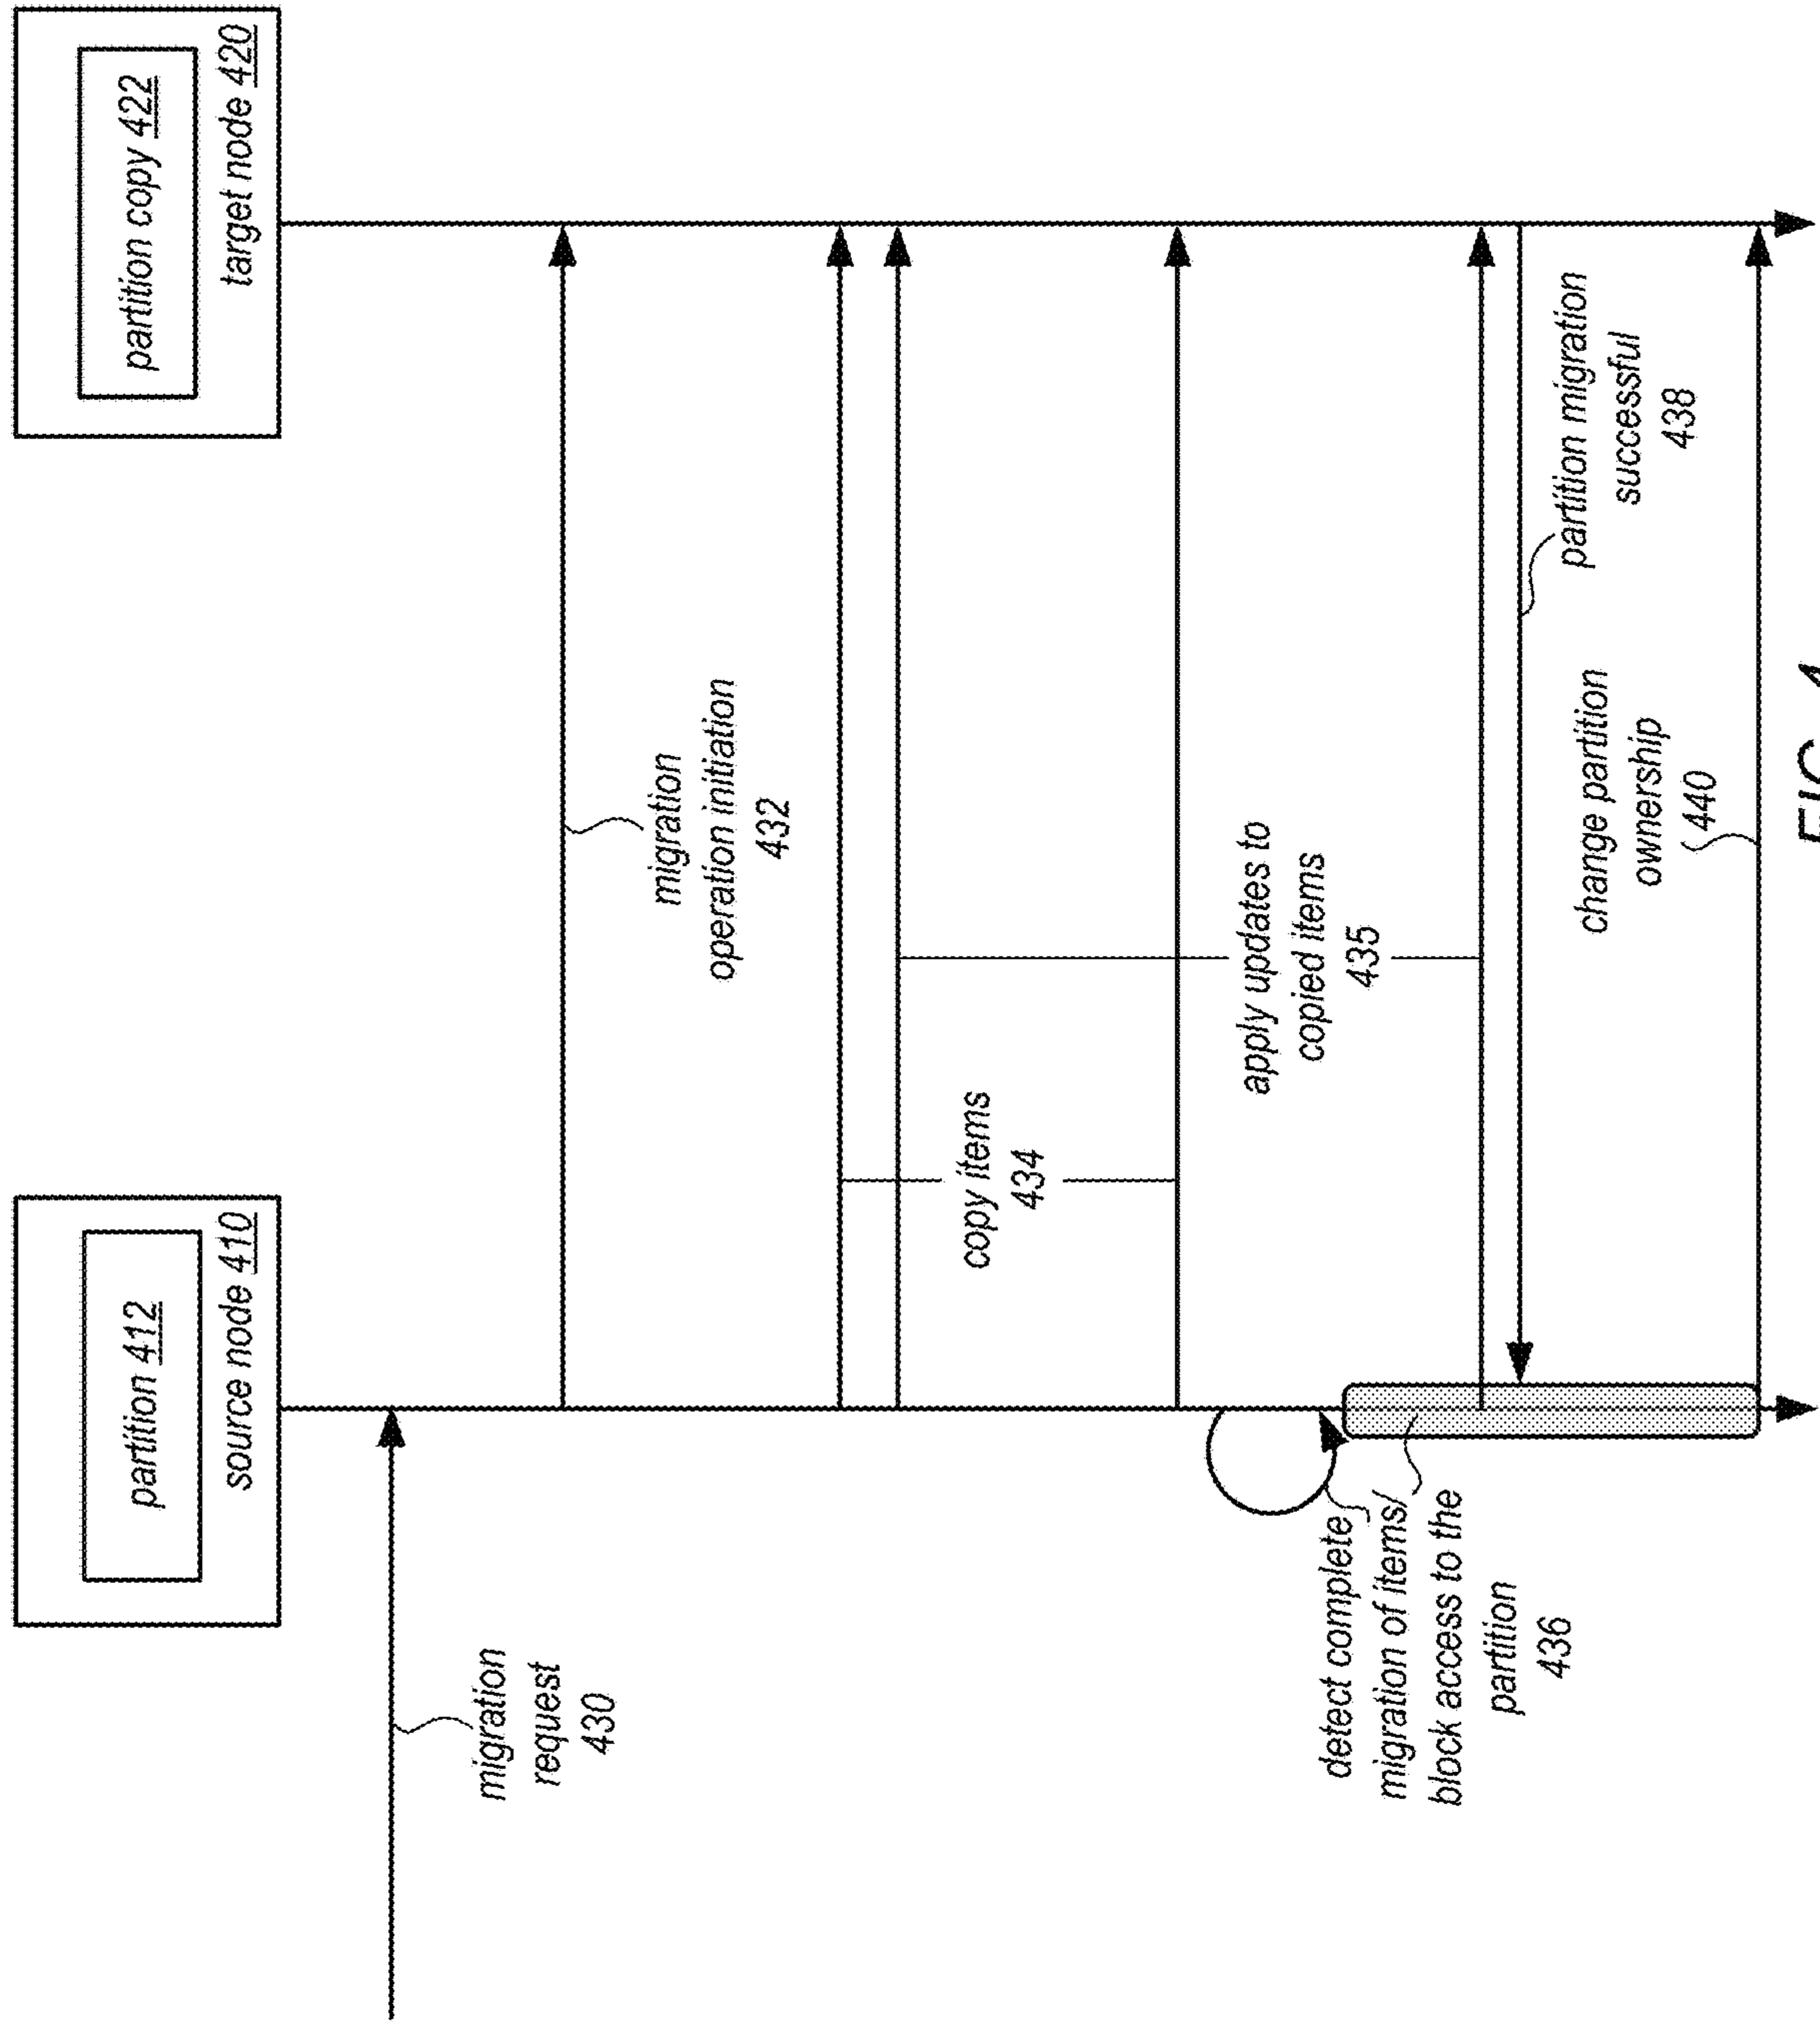 partition 412
source node 410
partition copy 422
target node 420
migration
request
430
migration
operation initiation
432
copy items
434
apply updates to
copied items
435
detect complete
migration of items/
block access to the
partition
436
partition migration
successful
438
change partition
ownership
440
FIG. 4